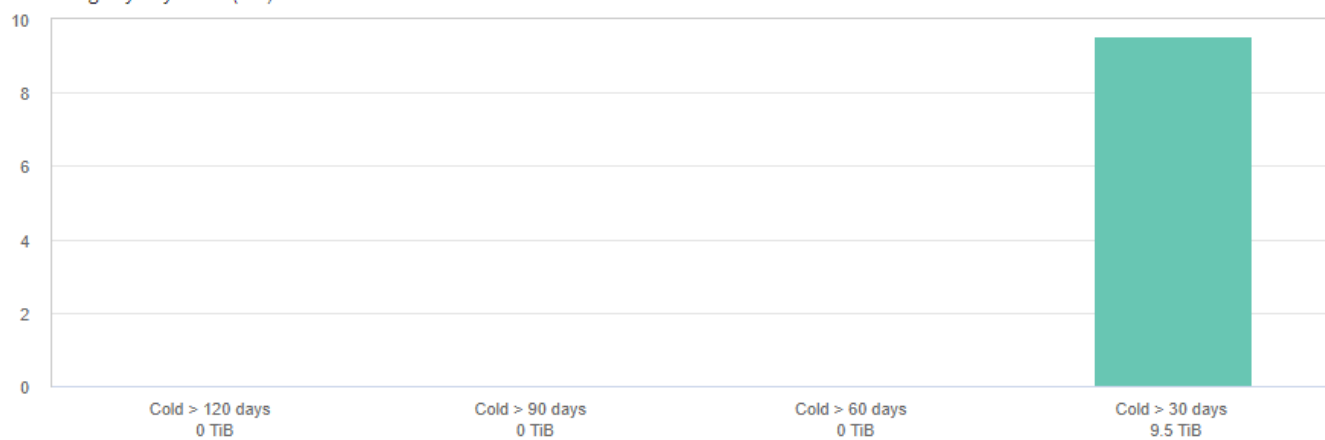 10
8
6
4
2
0
Cold > 120 days
0 TiB
Cold > 90 days
0 TiB
Cold > 60 days
0 TiB
Cold > 30 days
9.5 TiB